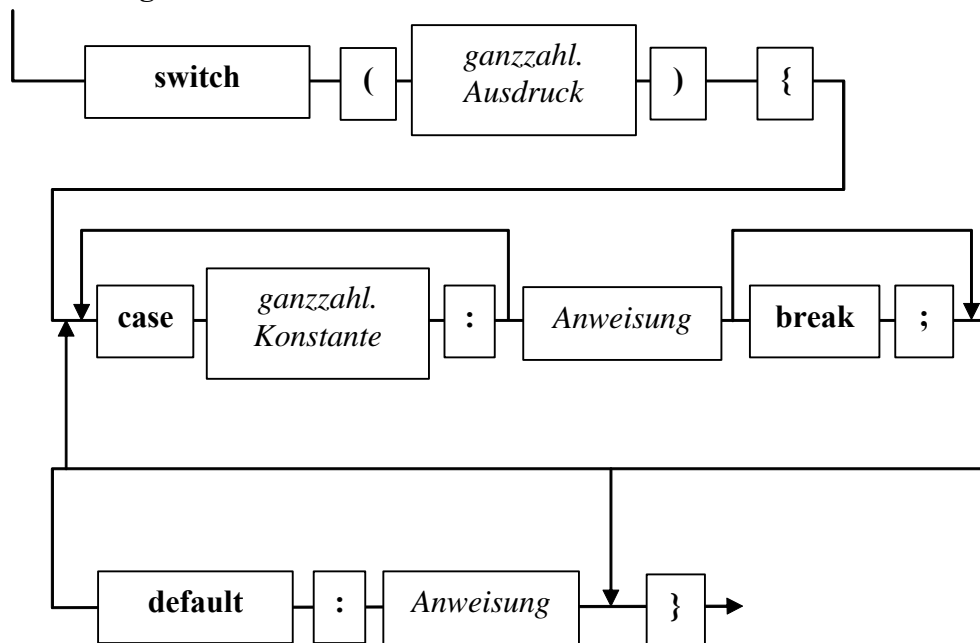 switch ( ganzzahl. Ausdruck ) {
case ganzzahl. Konstante : Anweisung break ;
default : Anweisung }